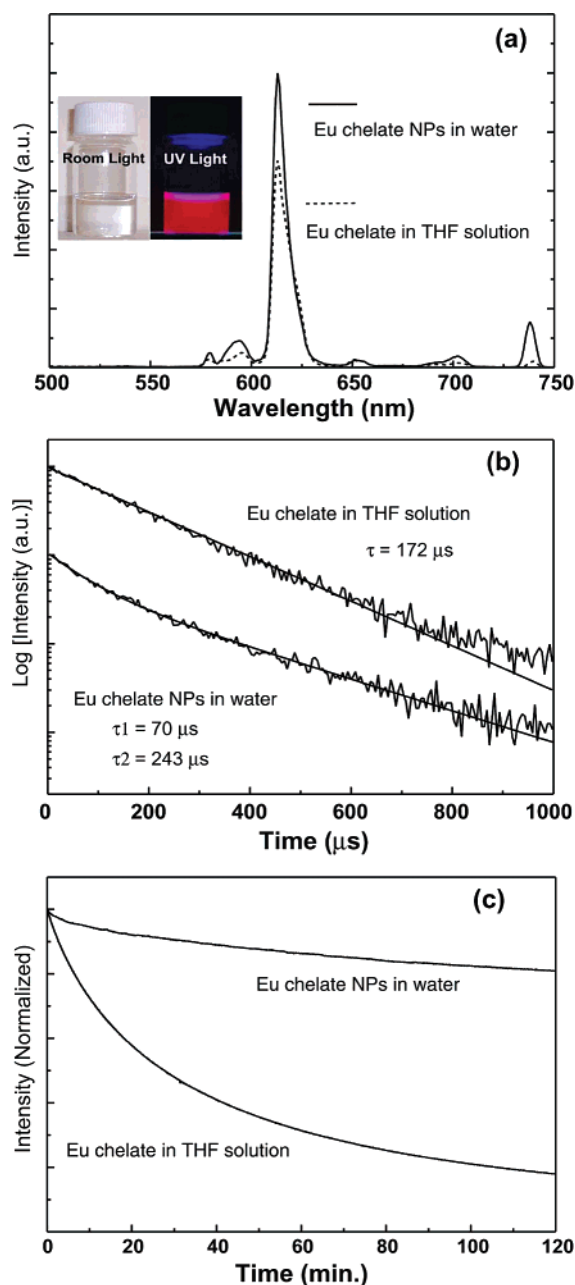 (a)
Intensity (a.u.)
Room Light
UV Light
Eu chelate NPs in water
Eu chelate in THF solution
500 550 600 650 700 750
Wavelength (nm)
(b)
Log [Intensity (a.u.)]
Eu chelate in THF solution
τ = 172 μs
Eu chelate NPs in water
τ1 = 70 μs
τ2 = 243 μs
0 200 400 600 800 1000
Time (μs)
(c)
Intensity (Normalized)
Eu chelate NPs in water
Eu chelate in THF solution
0 20 40 60 80 100 120
Time (min.)